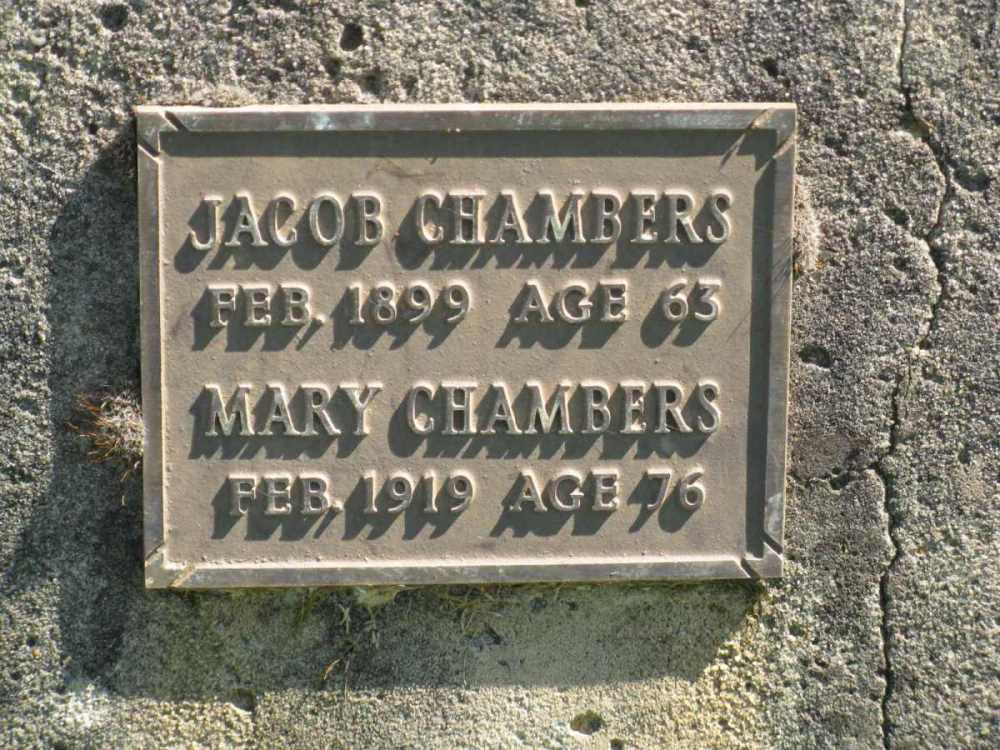 JACOB CHAMBERS
FEB. 1899 AGE 63
MARY CHAMBERS
FEB. 1919 AGE 76